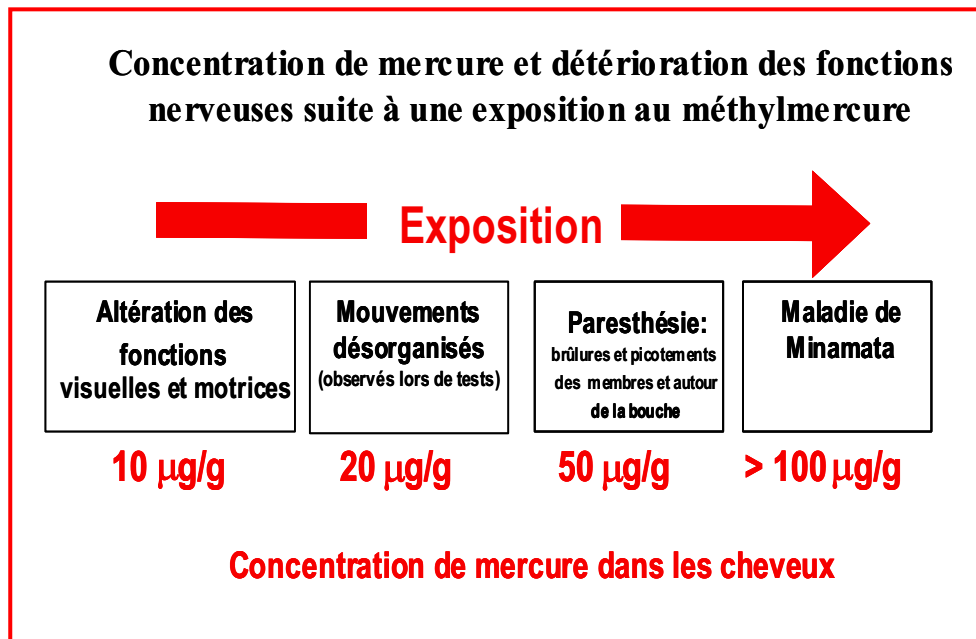 Concentration de mercure et détérioration des fonctions
nerveuses suite à une exposition au méthylmercure
Exposition
Altération des
fonctions
visuelles et motrices
Mouvements
désorganisés
(observés lors de tests)
Paresthésie:
brûlures et picotements
des membres et autour
de la bouche
Maladie de
Minamata
10 µg/g
20 µg/g
50 µg/g
> 100 µg/g
Concentration de mercure dans les cheveux